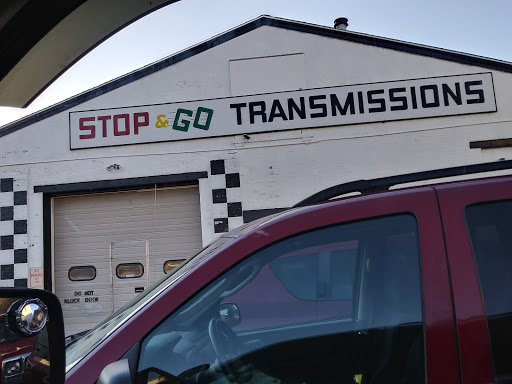 STOP & GO TRANSMISSIONS
DO NOT
BLOCK DOOR